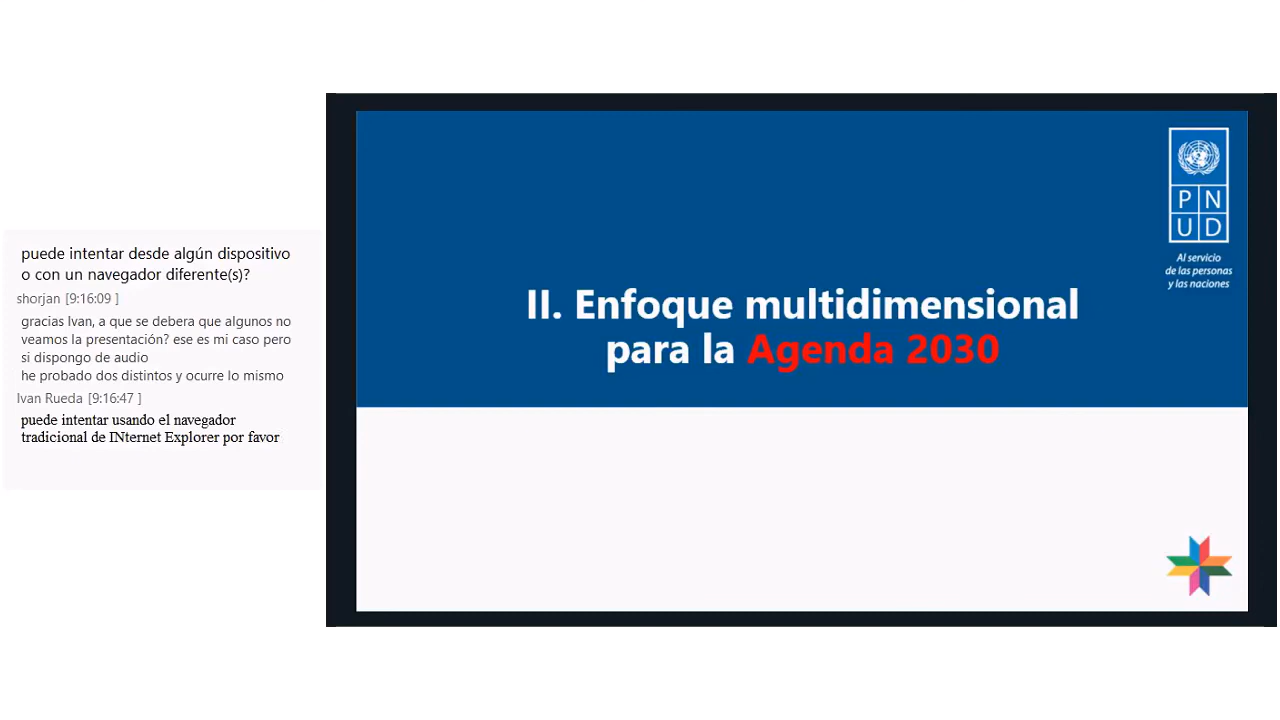 puede intentar desde algún dispositivo
o con un navegador diferente(s)?
shorjan [9:16:09 ]
gracias Ivan, a que se debera que algunos no
veamos la presentación? ese es mi caso pero
si dispongo de audio
he probado dos distintos y ocurre lo mismo
Ivan Rueda [9:16:47 ]
puede intentar usando el navegador
tradicional de INternet Explorer por favor
P N
U D
Al servicio
de las personas
y las naciones
II. Enfoque multidimensional
para la Agenda 2030